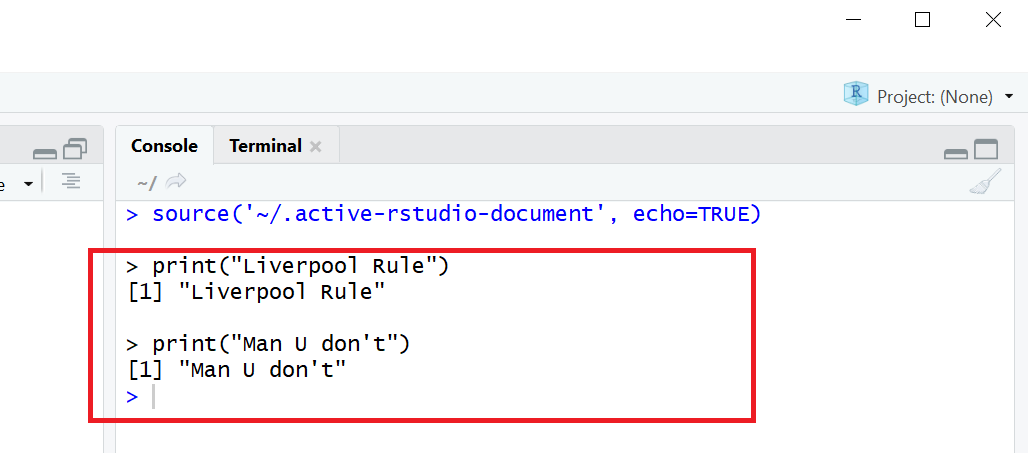 Project: (None)
Console Terminal
e
~/
> source('~/.active-rstudio-document', echo=TRUE)
> print("Liverpool Rule")
[1] "Liverpool Rule"
> print("Man U don't")
[1] "Man U don't"
>